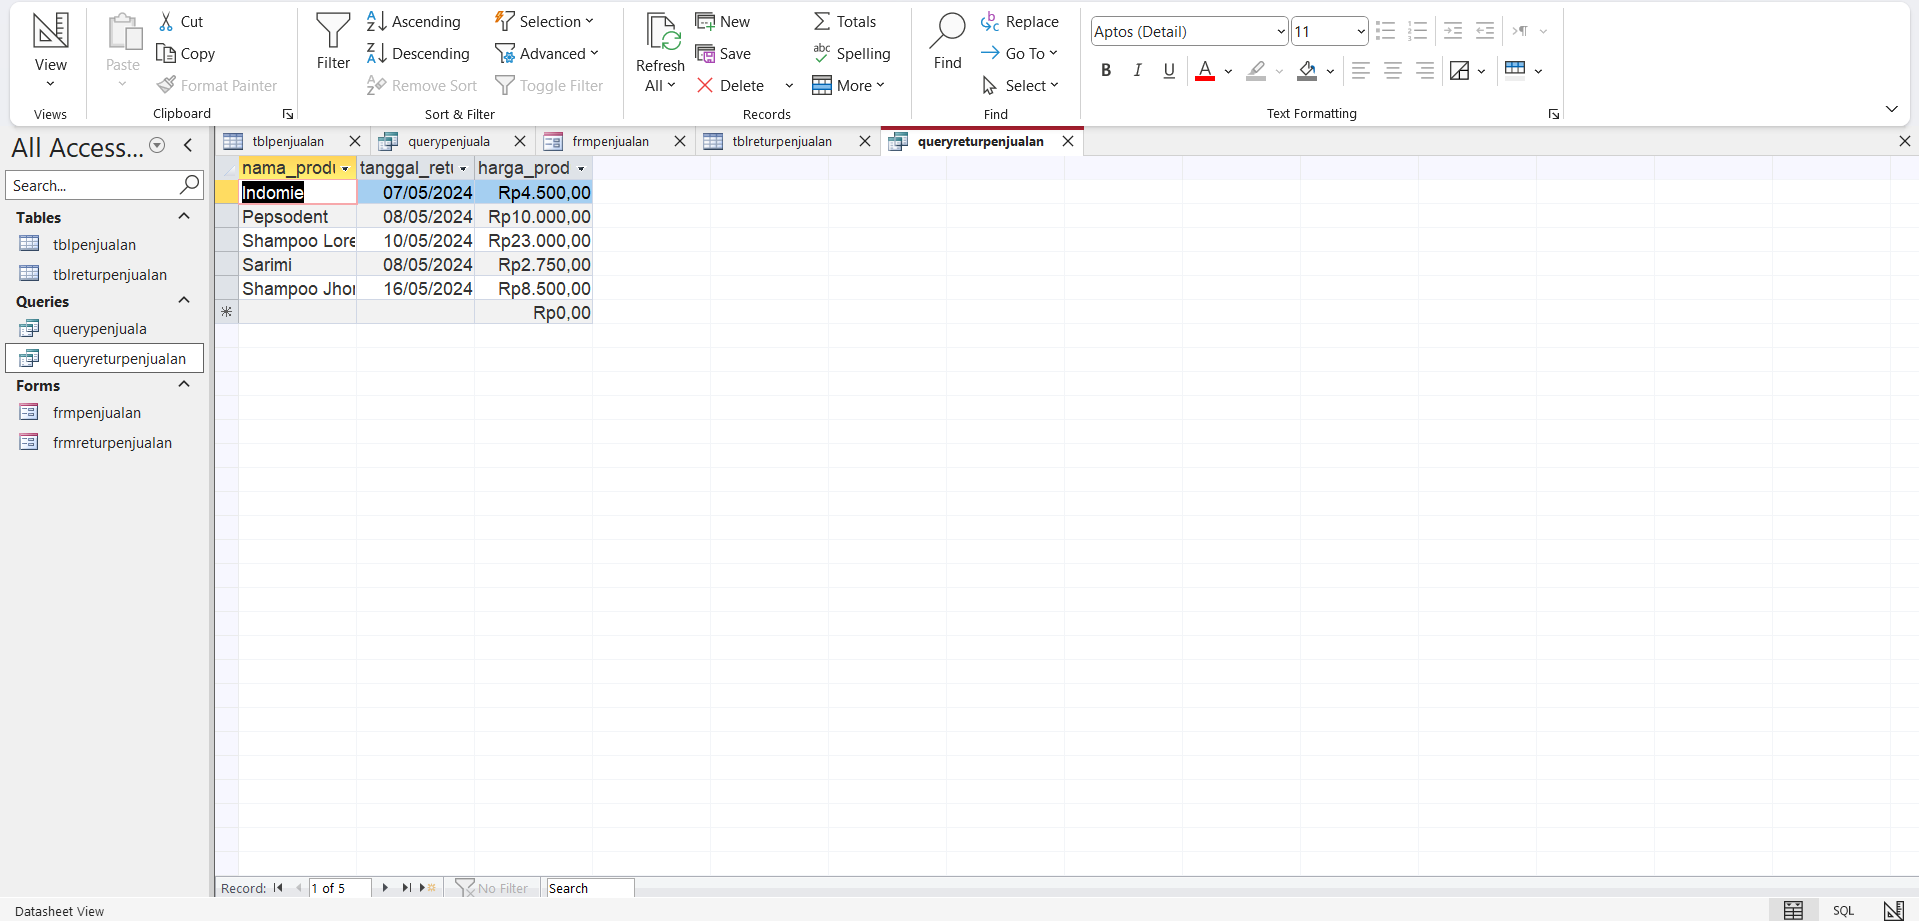 View
Views
Paste
Cut
Copy
Format Painter
Clipboard
Filter
Ascending
Descending
Remove Sort
Selection
Advanced
Toggle Filter
Sort & Filter
Refresh
All
New
Save
Delete
Totals
Spelling
More
Records
Find
Replace
Go To
Select
Find
Aptos (Detail)
11
B I U A
Text Formatting
All Access...
Search...
Tables
tblpenjualan
tblreturpenjualan
Queries
querypenjuala
queryreturpenjualan
Forms
frmpenjualan
frmreturpenjualan
tblpenjualan querypenjuala frmpenjualan tblreturpenjualan queryreturpenjualan
nama_produ tanggal_retu harga_prod
Indomie 07/05/2024 Rp4.500,00
Pepsodent 08/05/2024 Rp10.000,00
Shampoo Lore 10/05/2024 Rp23.000,00
Sarimi 08/05/2024 Rp2.750,00
Shampoo Jhon 16/05/2024 Rp8.500,00
Rp0,00
Record: 1 of 5 No Filter Search
Datasheet View SQL